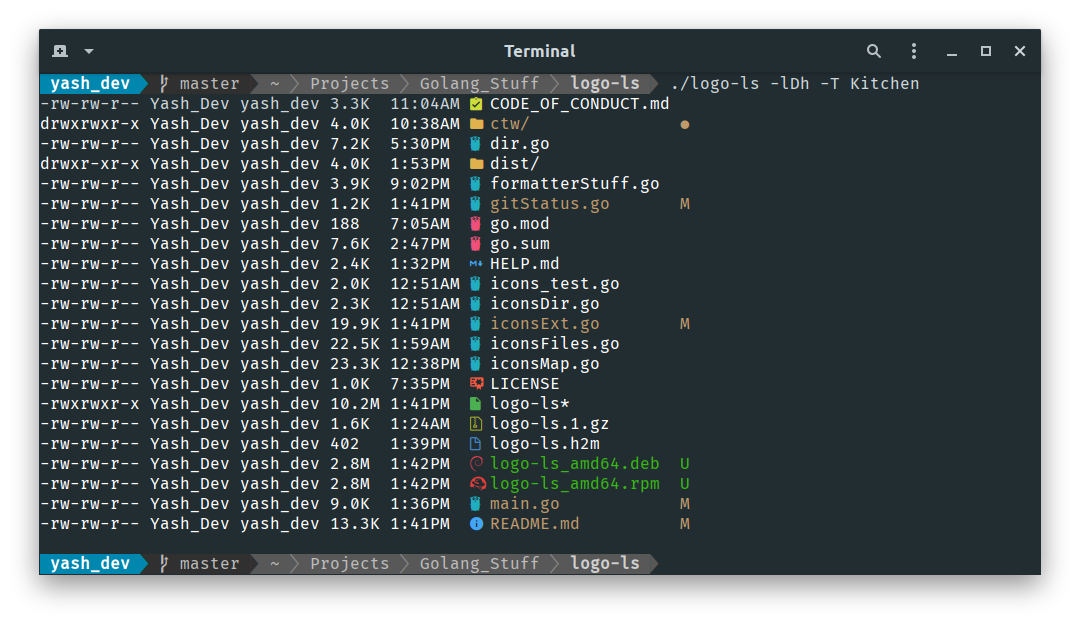 Terminal
yash_dev master ~ Projects Golang_Stuff logo-ls ./logo-ls -lDh -T Kitchen
-rw-rw-r-- Yash_Dev yash_dev 3.3K 11:04AM CODE_OF_CONDUCT.md
drwxrwxr-x Yash_Dev yash_dev 4.0K 10:38AM ctw/ ●
-rw-rw-r-- Yash_Dev yash_dev 7.2K 5:30PM dir.go
drwxr-xr-x Yash_Dev yash_dev 4.0K 1:53PM dist/
-rw-rw-r-- Yash_Dev yash_dev 3.9K 9:02PM formatterStuff.go
-rw-rw-r-- Yash_Dev yash_dev 1.2K 1:41PM gitStatus.go M
-rw-rw-r-- Yash_Dev yash_dev 188 7:05AM go.mod
-rw-rw-r-- Yash_Dev yash_dev 7.6K 2:47PM go.sum
-rw-rw-r-- Yash_Dev yash_dev 2.4K 1:32PM HELP.md
-rw-rw-r-- Yash_Dev yash_dev 2.0K 12:51AM icons_test.go
-rw-rw-r-- Yash_Dev yash_dev 2.3K 12:51AM iconsDir.go
-rw-rw-r-- Yash_Dev yash_dev 19.9K 1:41PM iconsExt.go M
-rw-rw-r-- Yash_Dev yash_dev 22.5K 1:59AM iconsFiles.go
-rw-rw-r-- Yash_Dev yash_dev 23.3K 12:38PM iconsMap.go
-rw-rw-r-- Yash_Dev yash_dev 1.0K 7:35PM LICENSE
-rwxrwxr-x Yash_Dev yash_dev 10.2M 1:41PM logo-ls*
-rw-rw-r-- Yash_Dev yash_dev 1.6K 1:24AM logo-ls.1.gz
-rw-rw-r-- Yash_Dev yash_dev 402 1:39PM logo-ls.h2m
-rw-rw-r-- Yash_Dev yash_dev 2.8M 1:42PM logo-ls_amd64.deb U
-rw-rw-r-- Yash_Dev yash_dev 2.8M 1:42PM logo-ls_amd64.rpm U
-rw-rw-r-- Yash_Dev yash_dev 9.0K 1:36PM main.go M
-rw-rw-r-- Yash_Dev yash_dev 13.3K 1:41PM README.md M
yash_dev master ~ Projects Golang_Stuff logo-ls